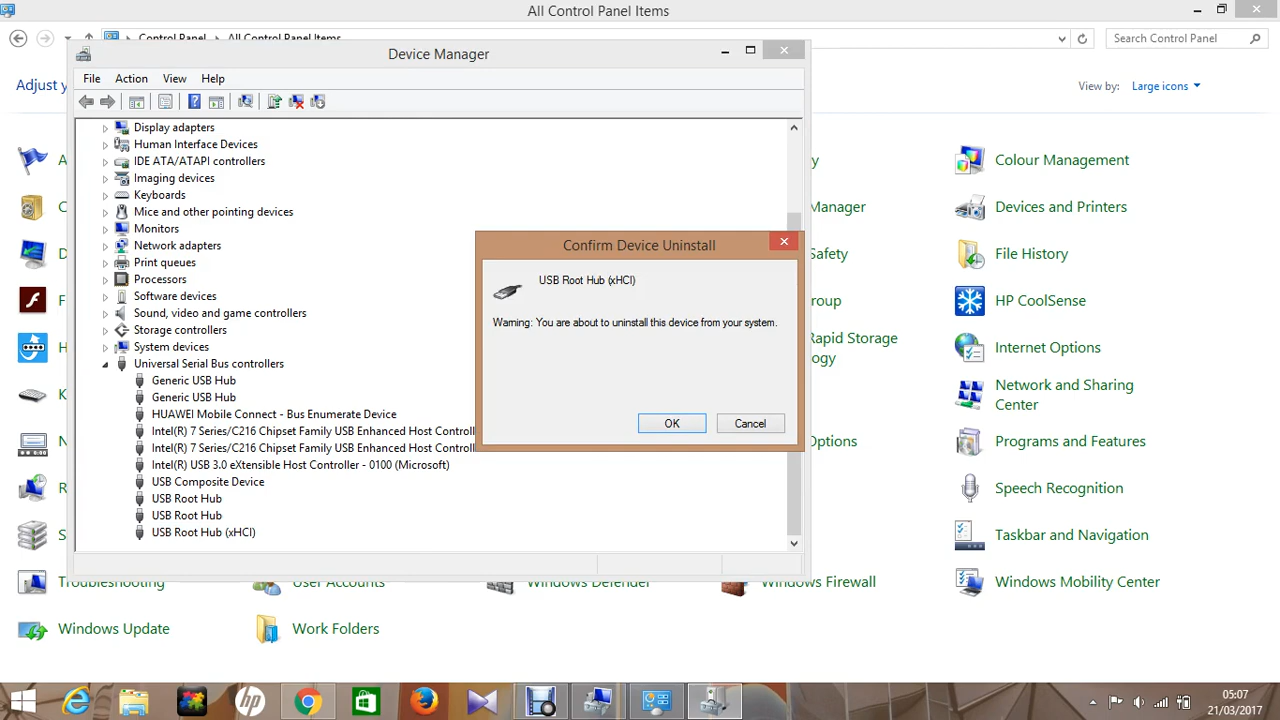 All Control Panel Items
Control Panel
All Control Panel Items
Search Control Panel
Device Manager
File Action View Help
Adjust y
View by: Large icons
Display adapters
Human Interface Devices
IDE ATA/ATAPI controllers
Imaging devices
Keyboards
Mice and other pointing devices
Monitors
Network adapters
Print queues
Processors
Software devices
Sound, video and game controllers
Storage controllers
System devices
Universal Serial Bus controllers
Generic USB Hub
Generic USB Hub
HUAWEI Mobile Connect - Bus Enumerate Device
Intel(R) 7 Series/C216 Chipset Family USB Enhanced Host Controll
Intel(R) 7 Series/C216 Chipset Family USB Enhanced Host Controll
Intel(R) USB 3.0 eXtensible Host Controller - 0100 (Microsoft)
USB Composite Device
USB Root Hub
USB Root Hub
USB Root Hub (xHCI)
Confirm Device Uninstall
USB Root Hub (xHCI)
Warning: You are about to uninstall this device from your system.
OK
Cancel
A
C
D
F
H
K
N
R
S
y
Manager
Safety
roup
Rapid Storage
ogy
Options
Colour Management
Devices and Printers
File History
HP CoolSense
Internet Options
Network and Sharing
Center
Programs and Features
Speech Recognition
Taskbar and Navigation
Troubleshooting
User Accounts
Windows Defender
Windows Firewall
Windows Mobility Center
Windows Update
Work Folders
hp
05:07
21/03/2017